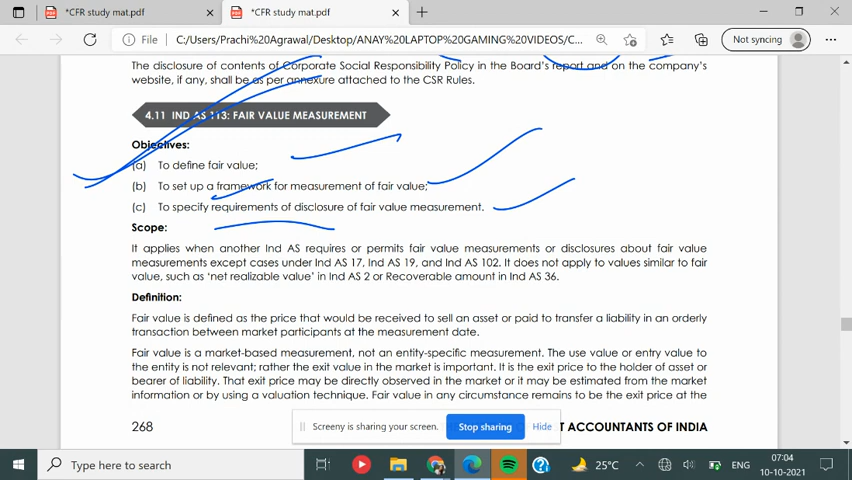 *CFR study mat.pdf
*CFR study mat.pdf
File
C:/Users/Prachi%20Agrawal/Desktop/ANAY%20LAPTOP%20GAMING%20VIDEOS/C...
Not syncing
The disclosure of contents of Corporate Social Responsibility Policy in the Board's report and on the company's
website, if any, shall be as per annexure attached to the CSR Rules.
4.11 IND AS 113: FAIR VALUE MEASUREMENT
Objectives:
(a) To define fair value;
(b) To set up a framework for measurement of fair value;
(c) To specify requirements of disclosure of fair value measurement.
Scope:
It applies when another Ind AS requires or permits fair value measurements or disclosures about fair value
measurements except cases under Ind AS 17, Ind AS 19, and Ind AS 102. It does not apply to values similar to fair
value, such as 'net realizable value' in Ind AS 2 or Recoverable amount in Ind AS 36.
Definition:
Fair value is defined as the price that would be received to sell an asset or paid to transfer a liability in an orderly
transaction between market participants at the measurement date.
Fair value is a market-based measurement, not an entity-specific measurement. The use value or entry value to
the entity is not relevant; rather the exit value in the market is important. It is the exit price to the holder of asset or
bearer of liability. That exit price may be directly observed in the market or it may be estimated from the market
information or by using a valuation technique. Fair value in any circumstance remains to be the exit price at the
268
T ACCOUNTANTS OF INDIA
Screeny is sharing your screen.
Stop sharing
Hide
Type here to search
25°C
ENG
07:04
10-10-2021